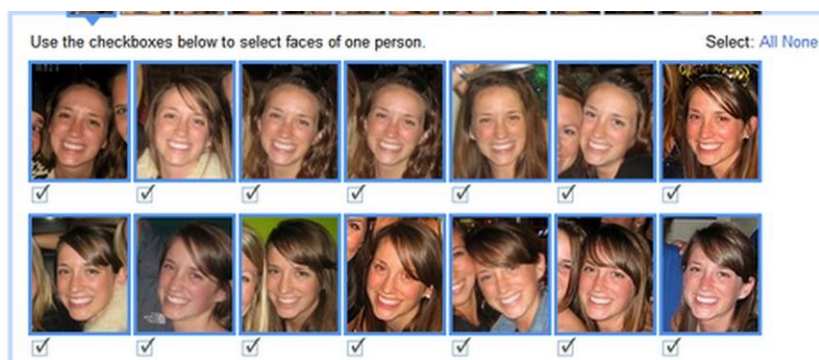 Use the checkboxes below to select faces of one person.
Select: All None